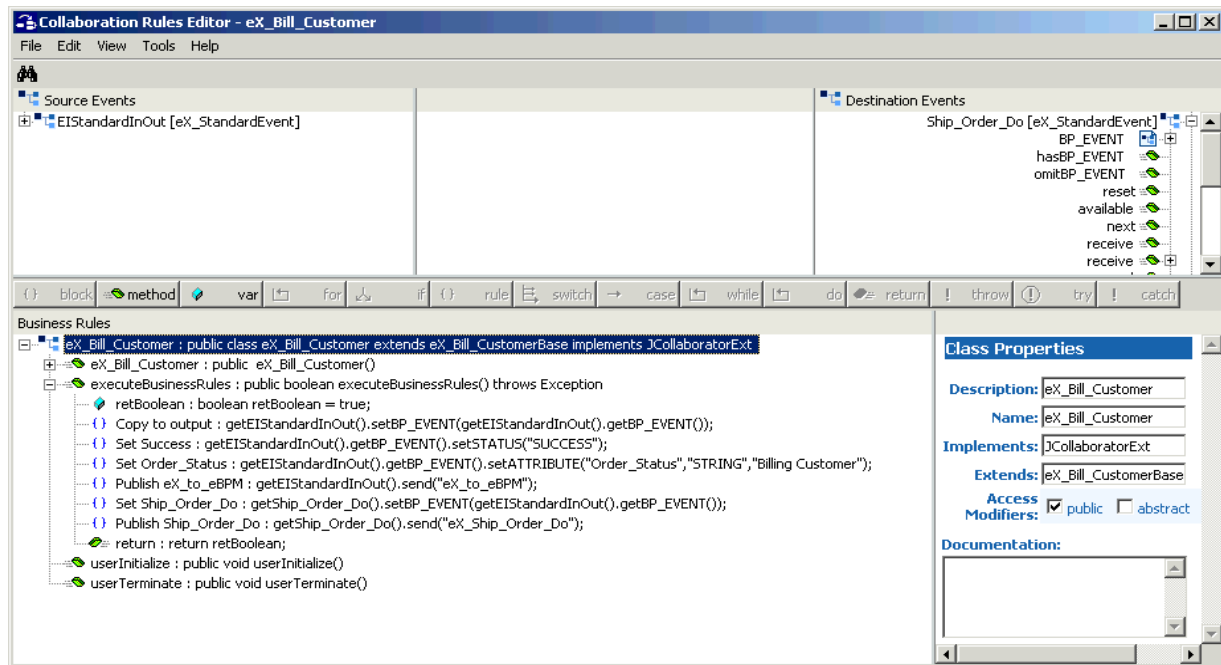 Collaboration Rules Editor - eX_Bill_Customer
File Edit View Tools Help
Source Events
Destination Events
EIStandardInOut [eX_StandardEvent]
Ship_Order_Do [eX_StandardEvent]
BP_EVENT
hasBP_EVENT
omitBP_EVENT
reset
available
next
receive
receive
{} block method var for if {} rule switch case while do return ! throw try ! catch
Business Rules
eX_Bill_Customer : public class eX_Bill_Customer extends eX_Bill_CustomerBase implements JCollaboratorExt
eX_Bill_Customer : public eX_Bill_Customer()
executeBusinessRules : public boolean executeBusinessRules() throws Exception
retBoolean : boolean retBoolean = true;
{} Copy to output : getEIStandardInOut().setBP_EVENT(getEIStandardInOut().getBP_EVENT());
{} Set Success : getEIStandardInOut().getBP_EVENT().setSTATUS("SUCCESS");
{} Set Order_Status : getEIStandardInOut().getBP_EVENT().setATTRIBUTE("Order_Status","STRING","Billing Customer");
{} Publish eX_to_eBPM : getEIStandardInOut().send("eX_to_eBPM");
{} Set Ship_Order_Do : getShip_Order_Do().setBP_EVENT(getEIStandardInOut().getBP_EVENT());
{} Publish Ship_Order_Do : getShip_Order_Do().send("eX_Ship_Order_Do");
return : return retBoolean;
userInitialize : public void userInitialize()
userTerminate : public void userTerminate()
Class Properties
Description: eX_Bill_Customer
Name: eX_Bill_Customer
Implements: JCollaboratorExt
Extends: eX_Bill_CustomerBase
Access Modifiers: public abstract
Documentation: